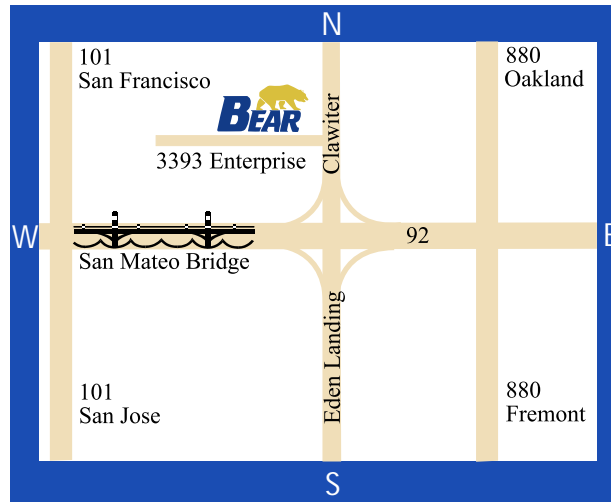 N
101
San Francisco
880
Oakland
BEAR
Clawiter
3393 Enterprise
W
92
E
San Mateo Bridge
Eden Landing
101
San Jose
880
Fremont
S